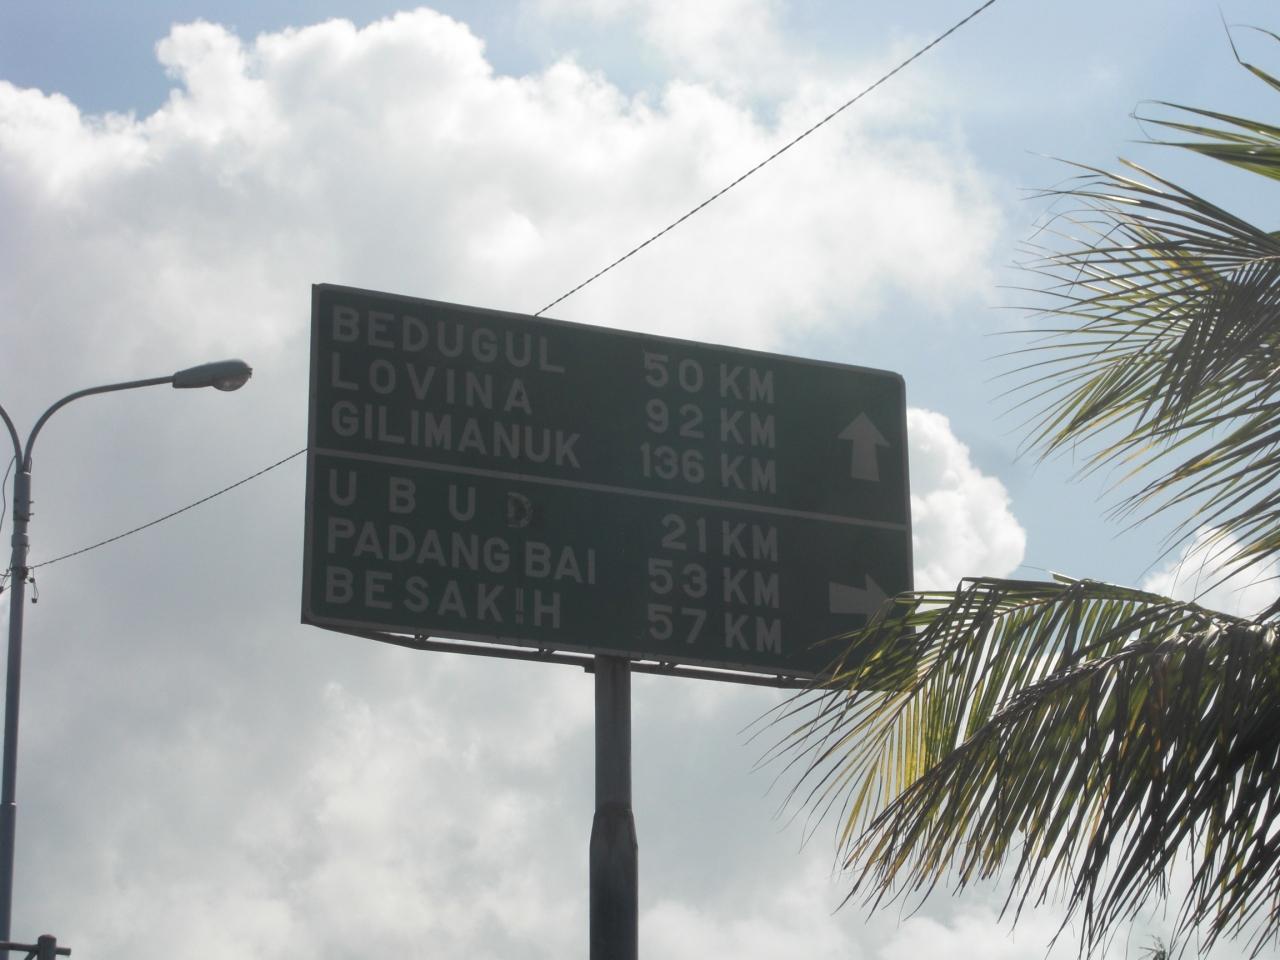 BEDUGUL 50 KM
LOVINA 92 KM
GILIMANUK 136 KM
UBUD 21 KM
PADANG BAI 53 KM
BESAKIH 57 KM